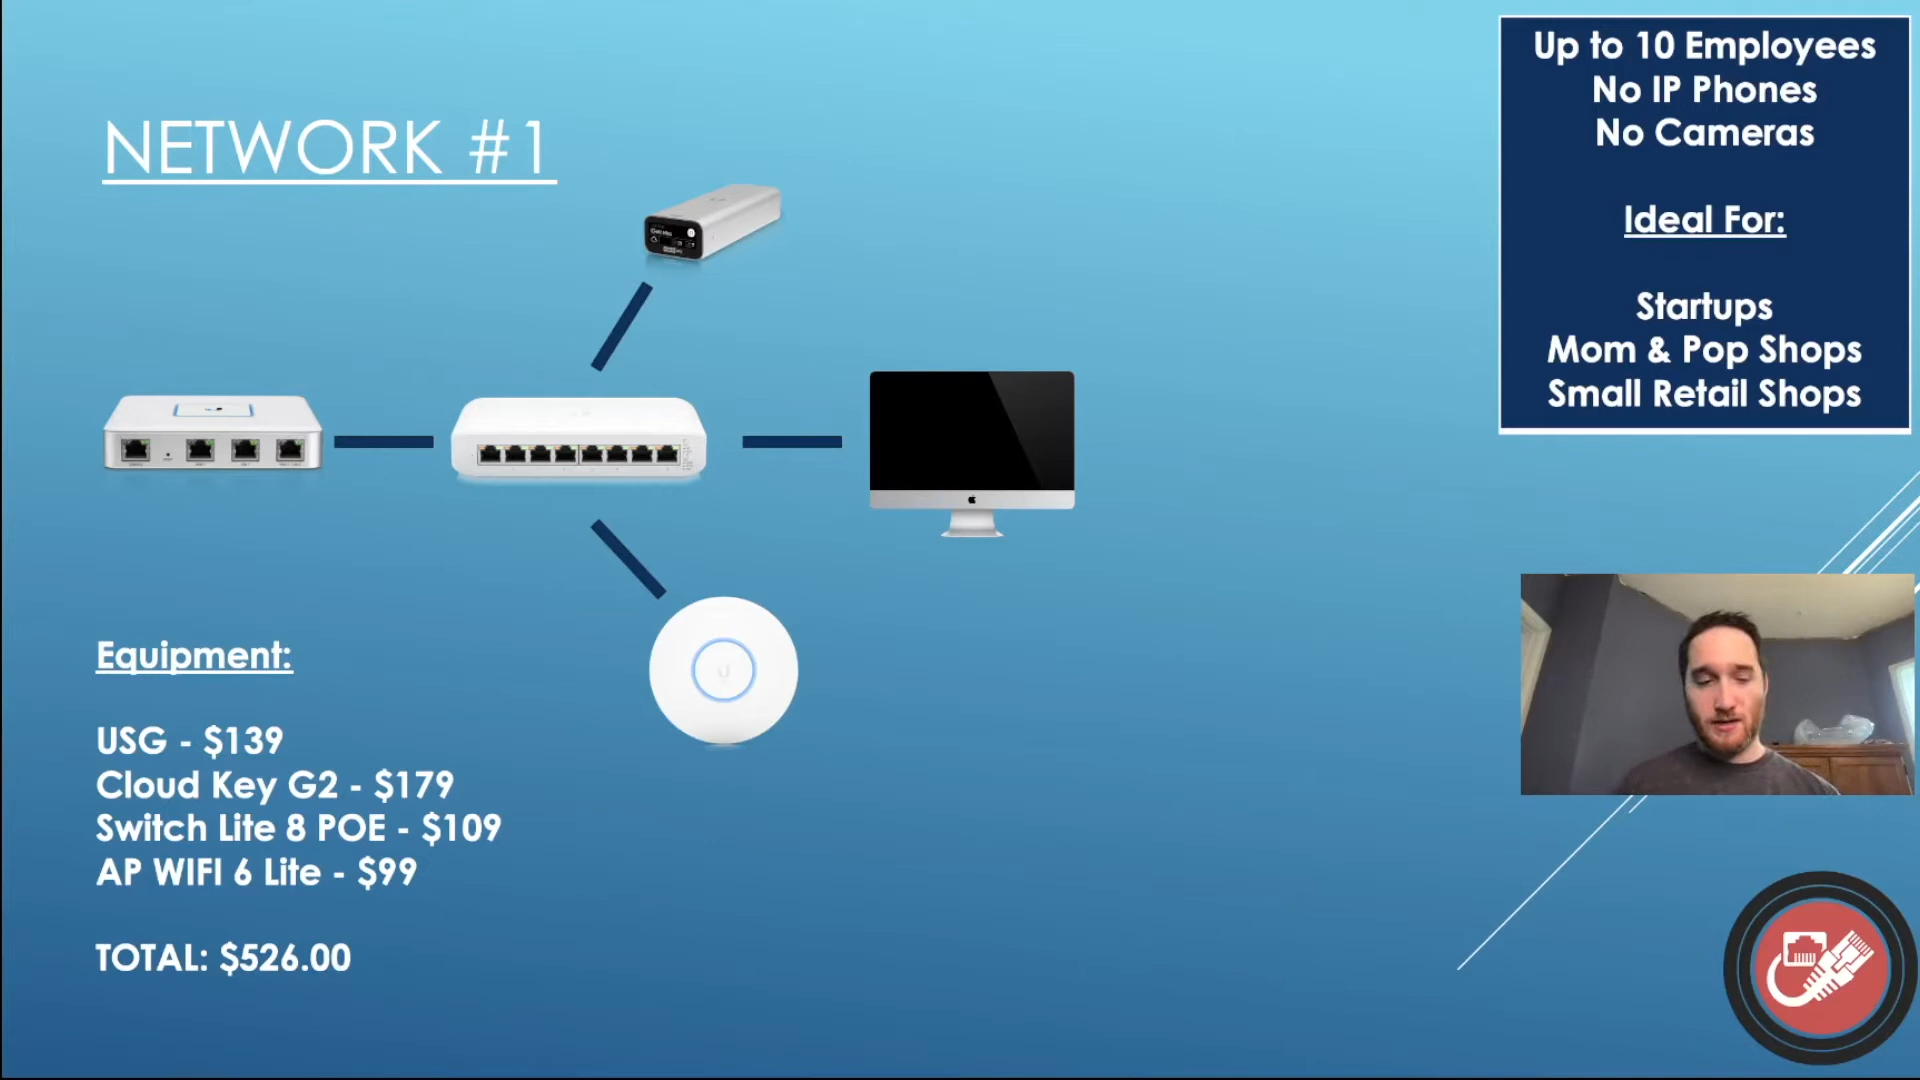 NETWORK #1
Up to 10 Employees
No IP Phones
No Cameras
Ideal For:
Startups
Mom & Pop Shops
Small Retail Shops
Equipment:
USG - $139
Cloud Key G2 - $179
Switch Lite 8 POE - $109
AP WIFI 6 Lite - $99
TOTAL: $526.00